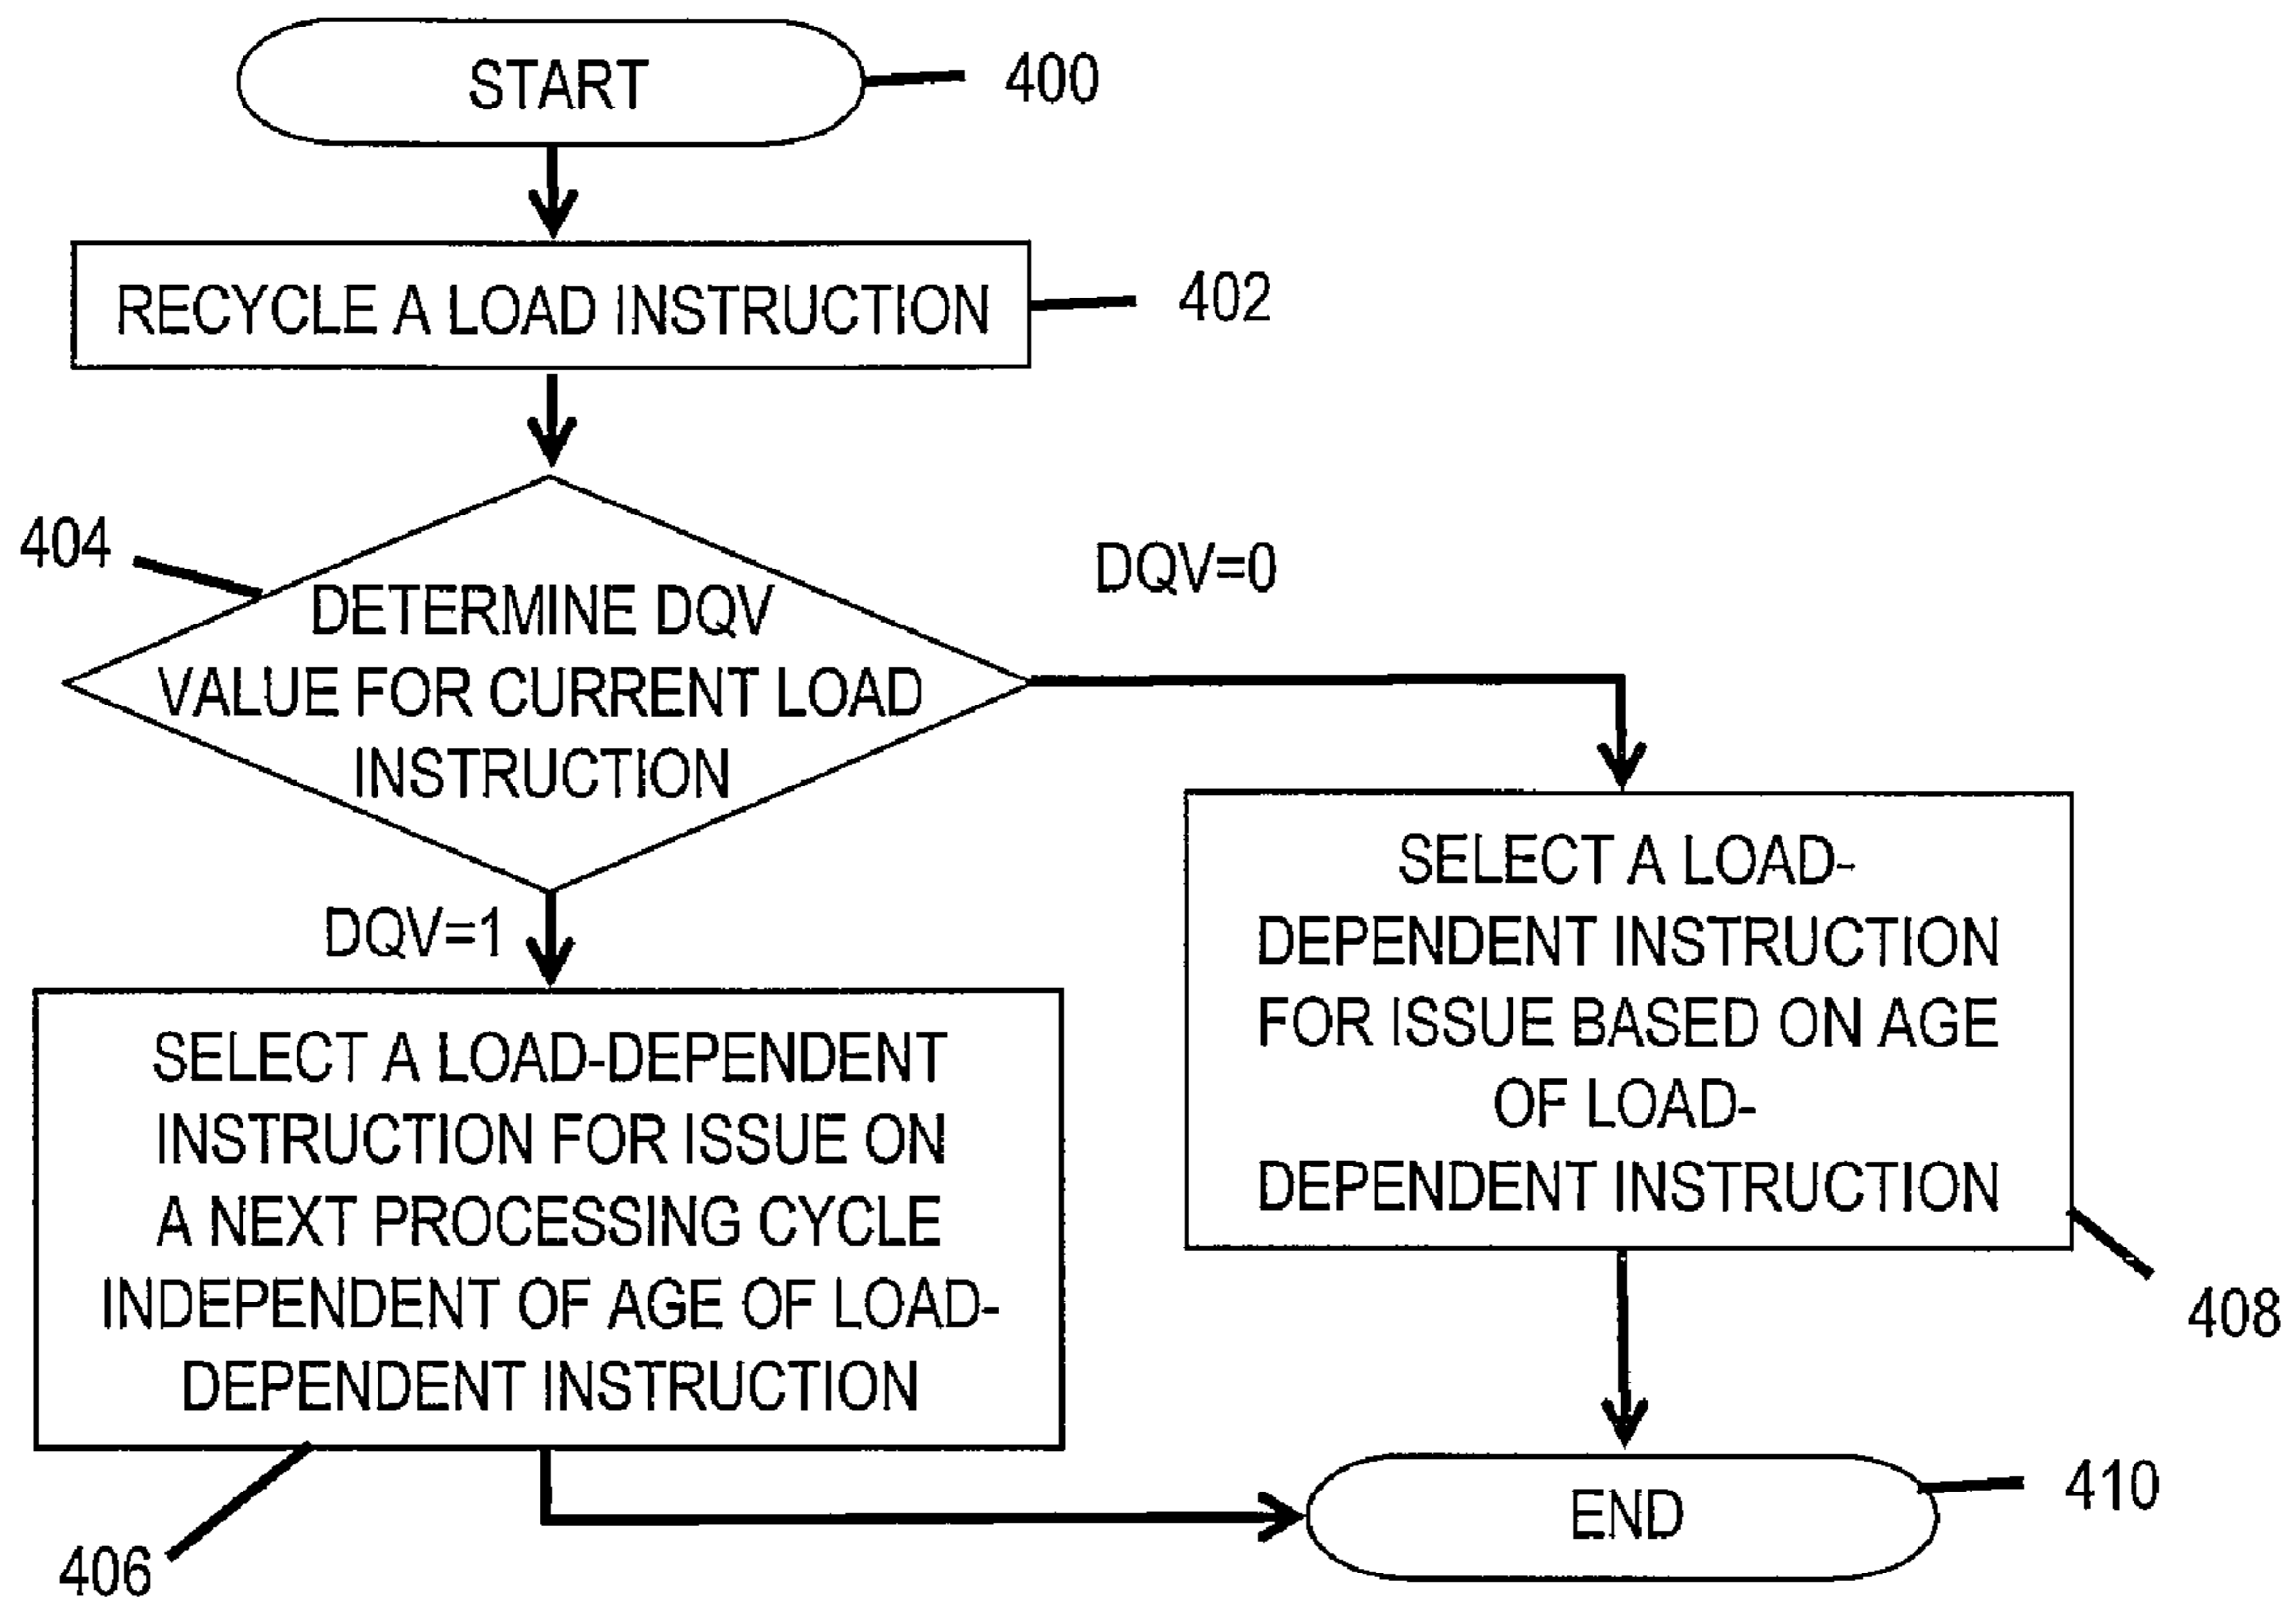 START
400
RECYCLE A LOAD INSTRUCTION
402
404
DETERMINE DQV
VALUE FOR CURRENT LOAD
INSTRUCTION
DQV=0
DQV=1
SELECT A LOAD-
DEPENDENT INSTRUCTION
FOR ISSUE BASED ON AGE
OF LOAD-
DEPENDENT INSTRUCTION
408
SELECT A LOAD-DEPENDENT
INSTRUCTION FOR ISSUE ON
A NEXT PROCESSING CYCLE
INDEPENDENT OF AGE OF LOAD-
DEPENDENT INSTRUCTION
406
END
410